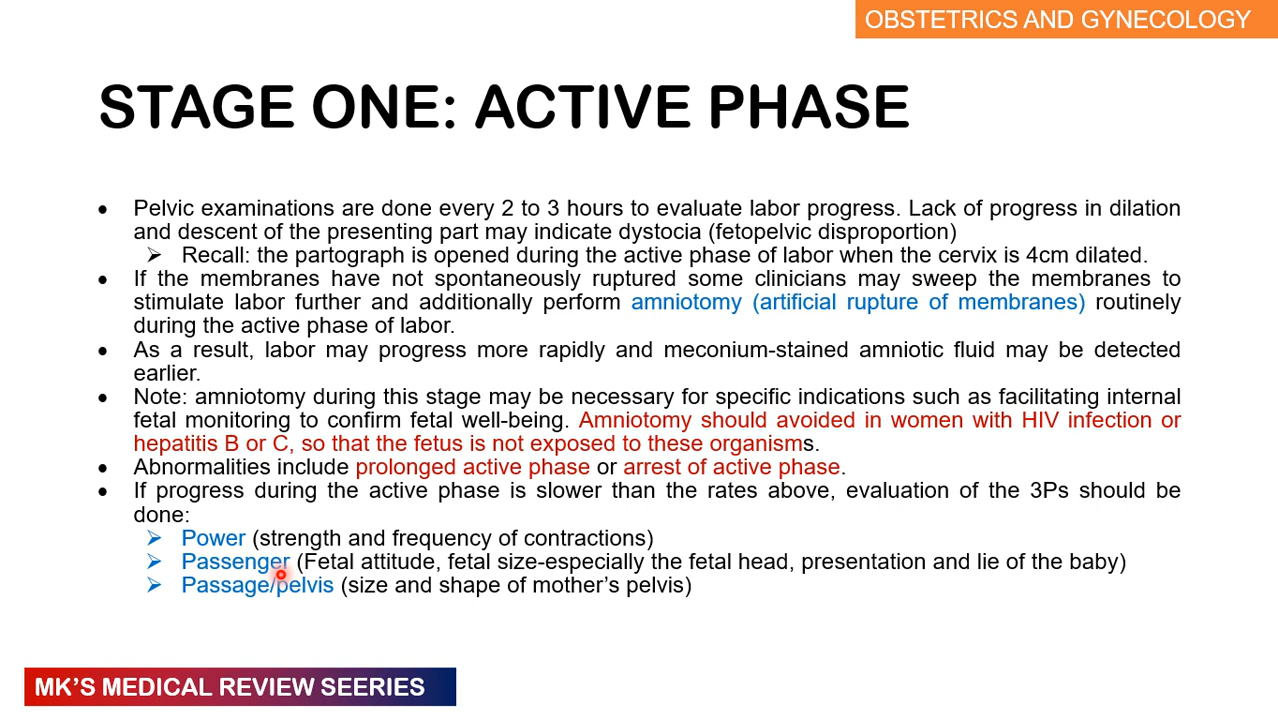 OBSTETRICS AND GYNECOLOGY
STAGE ONE: ACTIVE PHASE
• Pelvic examinations are done every 2 to 3 hours to evaluate labor progress. Lack of progress in dilation
and descent of the presenting part may indicate dystocia (fetopelvic disproportion)
➢ Recall: the partograph is opened during the active phase of labor when the cervix is 4cm dilated.
• If the membranes have not spontaneously ruptured some clinicians may sweep the membranes to
stimulate labor further and additionally perform amniotomy (artificial rupture of membranes) routinely
during the active phase of labor.
• As a result, labor may progress more rapidly and meconium-stained amniotic fluid may be detected
earlier.
• Note: amniotomy during this stage may be necessary for specific indications such as facilitating internal
fetal monitoring to confirm fetal well-being. Amniotomy should avoided in women with HIV infection or
hepatitis B or C, so that the fetus is not exposed to these organisms.
• Abnormalities include prolonged active phase or arrest of active phase.
• If progress during the active phase is slower than the rates above, evaluation of the 3Ps should be
done:
➢ Power (strength and frequency of contractions)
➢ Passenger (Fetal attitude, fetal size-especially the fetal head, presentation and lie of the baby)
➢ Passage/pelvis (size and shape of mother's pelvis)
MK'S MEDICAL REVIEW SEERIES